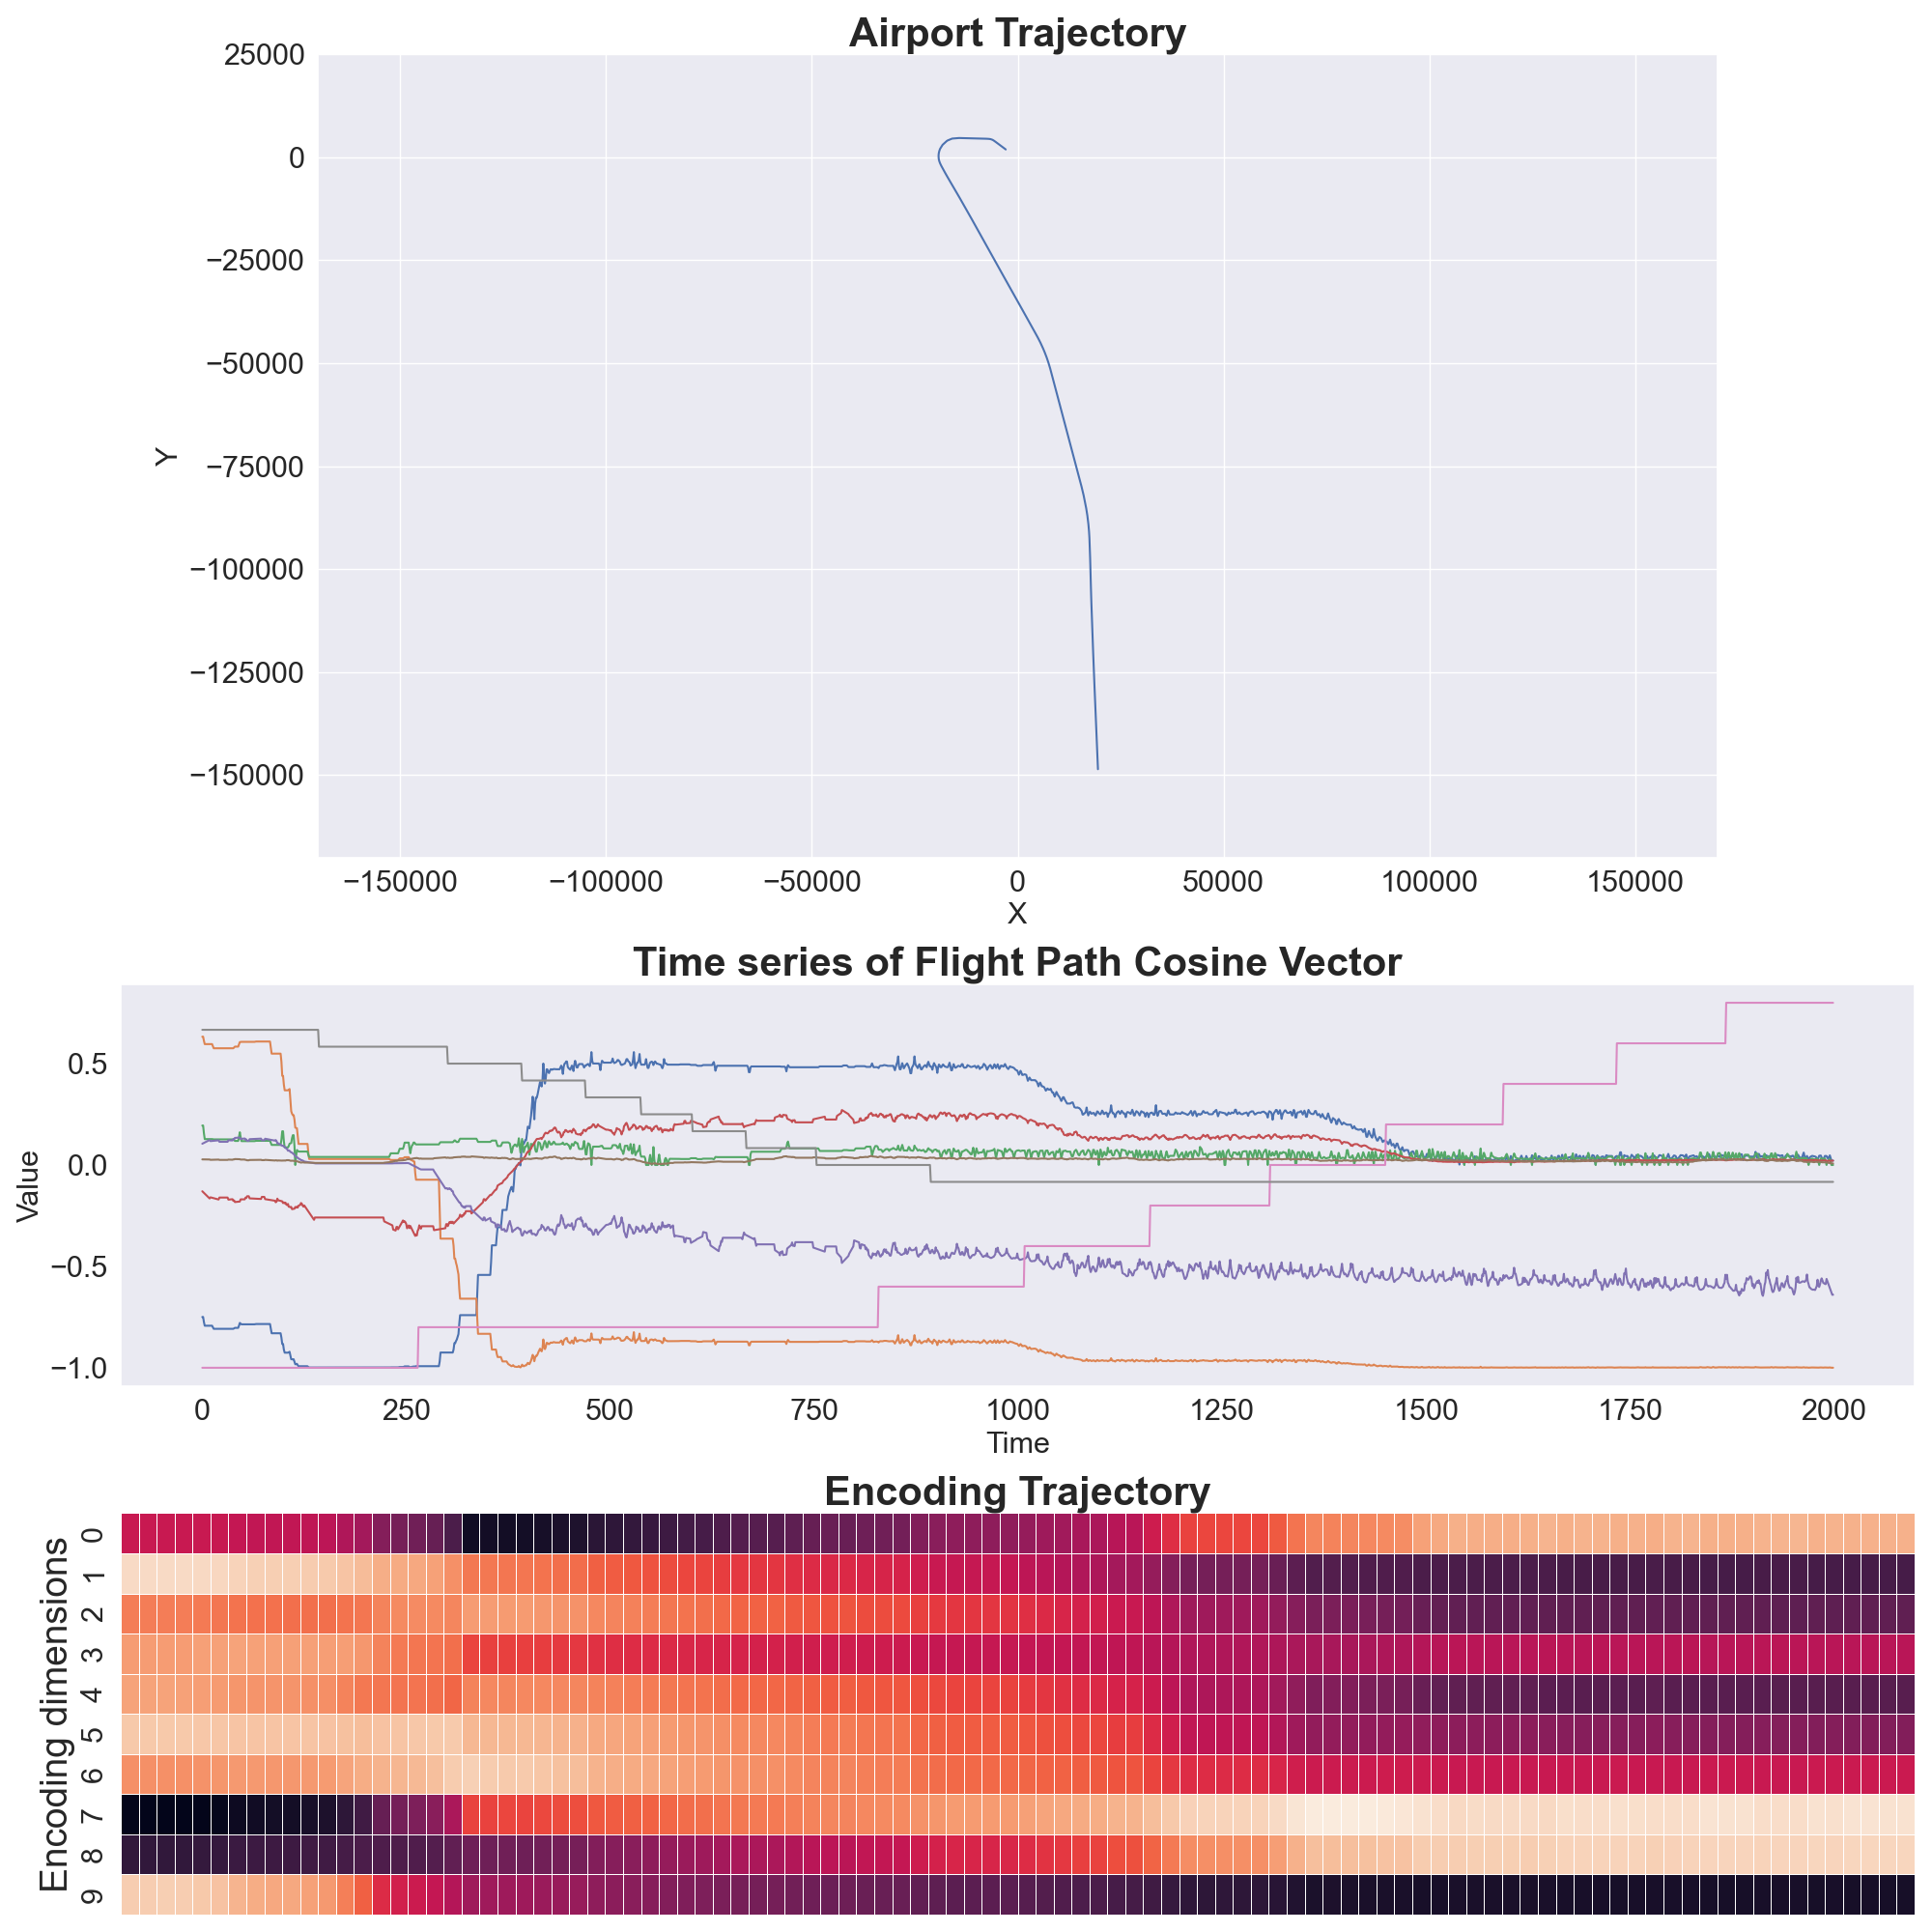 Airport Trajectory
25000
0
−25000
−50000
−75000
−100000
−125000
−150000
Y
−150000 −100000 −50000 0 50000 100000 150000
X
Time series of Flight Path Cosine Vector
0.5
0.0
−0.5
−1.0
Value
0 250 500 750 1000 1250 1500 1750 2000
Time
Encoding Trajectory
Encoding dimensions
0
1
2
3
4
5
6
7
8
9